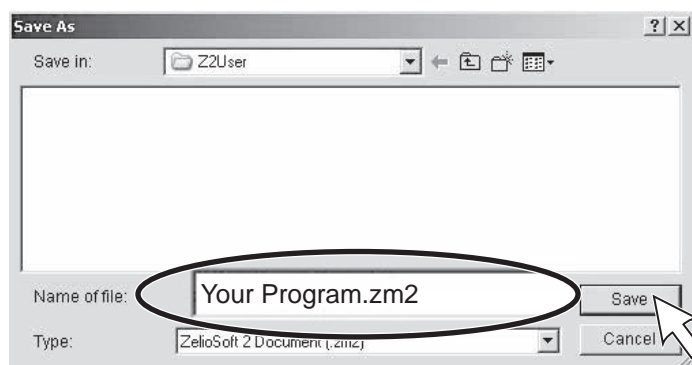 Save As
Save in: Z2User
Name of file: Your Program.zm2 Save
Type: ZelioSoft 2 Document (.zm2) Cancel